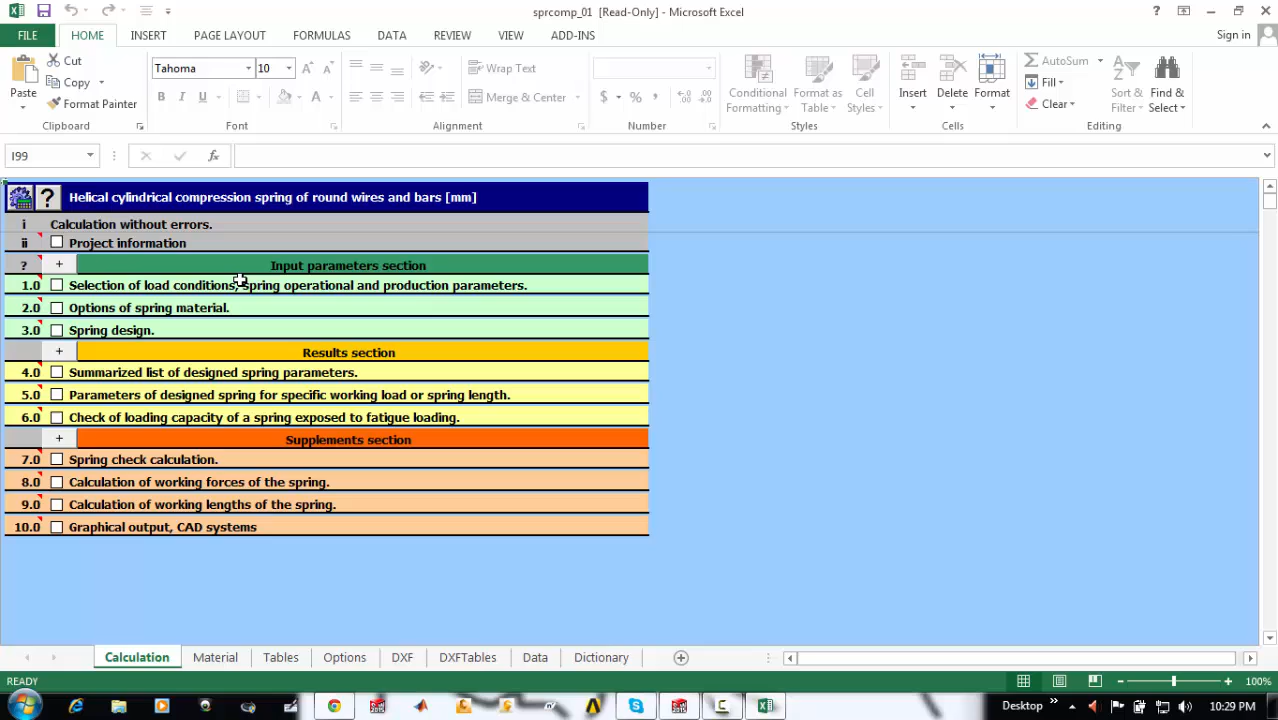 sprcomp_01 [Read-Only] - Microsoft Excel
FILE HOME INSERT PAGE LAYOUT FORMULAS DATA REVIEW VIEW ADD-INS Sign in
Paste Cut Copy Format Painter
Tahoma 10
Wrap Text
Merge & Center
Conditional Formatting
Format as Table
Cell Styles
Insert Delete Format
AutoSum Fill Clear
Sort & Filter
Find & Select
Clipboard Font Alignment Number Styles Cells Editing
I99
fx
? Helical cylindrical compression spring of round wires and bars [mm]
i Calculation without errors.
ii Project information
? + Input parameters section
1.0 Selection of load conditions, spring operational and production parameters.
2.0 Options of spring material.
3.0 Spring design.
+ Results section
4.0 Summarized list of designed spring parameters.
5.0 Parameters of designed spring for specific working load or spring length.
6.0 Check of loading capacity of a spring exposed to fatigue loading.
+ Supplements section
7.0 Spring check calculation.
8.0 Calculation of working forces of the spring.
9.0 Calculation of working lengths of the spring.
10.0 Graphical output, CAD systems
Calculation Material Tables Options DXF DXFTables Data Dictionary
READY 100%
Desktop 10:29 PM